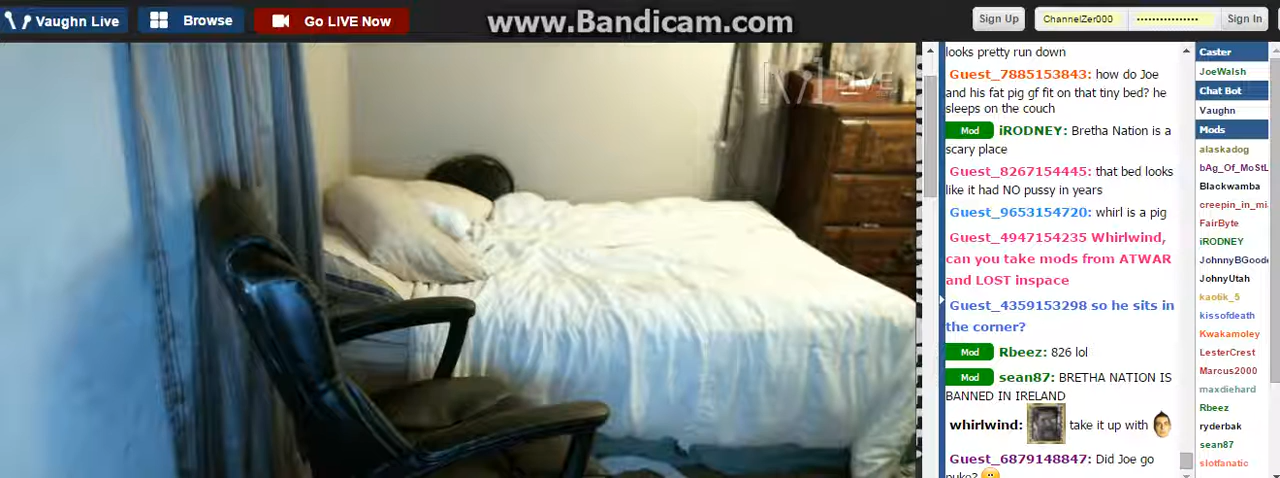 www.Bandicam.com
Vaughn Live
Browse
Go LIVE Now
Sign Up
ChannelZer000
Sign In
LIVE
looks pretty run down
Guest_7885153843: how do Joe
and his fat pig gf fit on that tiny bed? he
sleeps on the couch
Mod iRODNEY: Bretha Nation is a
scary place
Guest_8267154445: that bed looks
like it had NO pussy in years
Guest_9653154720: whirl is a pig
Guest_4947154235 Whirlwind,
can you take mods from ATWAR
and LOST inspace
Guest_4359153298 so he sits in
the corner?
Mod Rbeez: 826 lol
Mod sean87: BRETHA NATION IS
BANNED IN IRELAND
whirlwind: take it up with
Guest_6879148847: Did Joe go
puke?
Caster
JoeWalsh
Chat Bot
Vaughn
Mods
alaskadog
bAg_Of_MoStL
Blackwamba
creepin_in_mi
FairByte
iRODNEY
JohnyBGoode
JohnyUtah
kaotik_5
kissofdeath
Kwakamoley
LesterCrest
Marcus2000
maxdiehard
Rbeez
ryderbak
sean87
slotfanatic